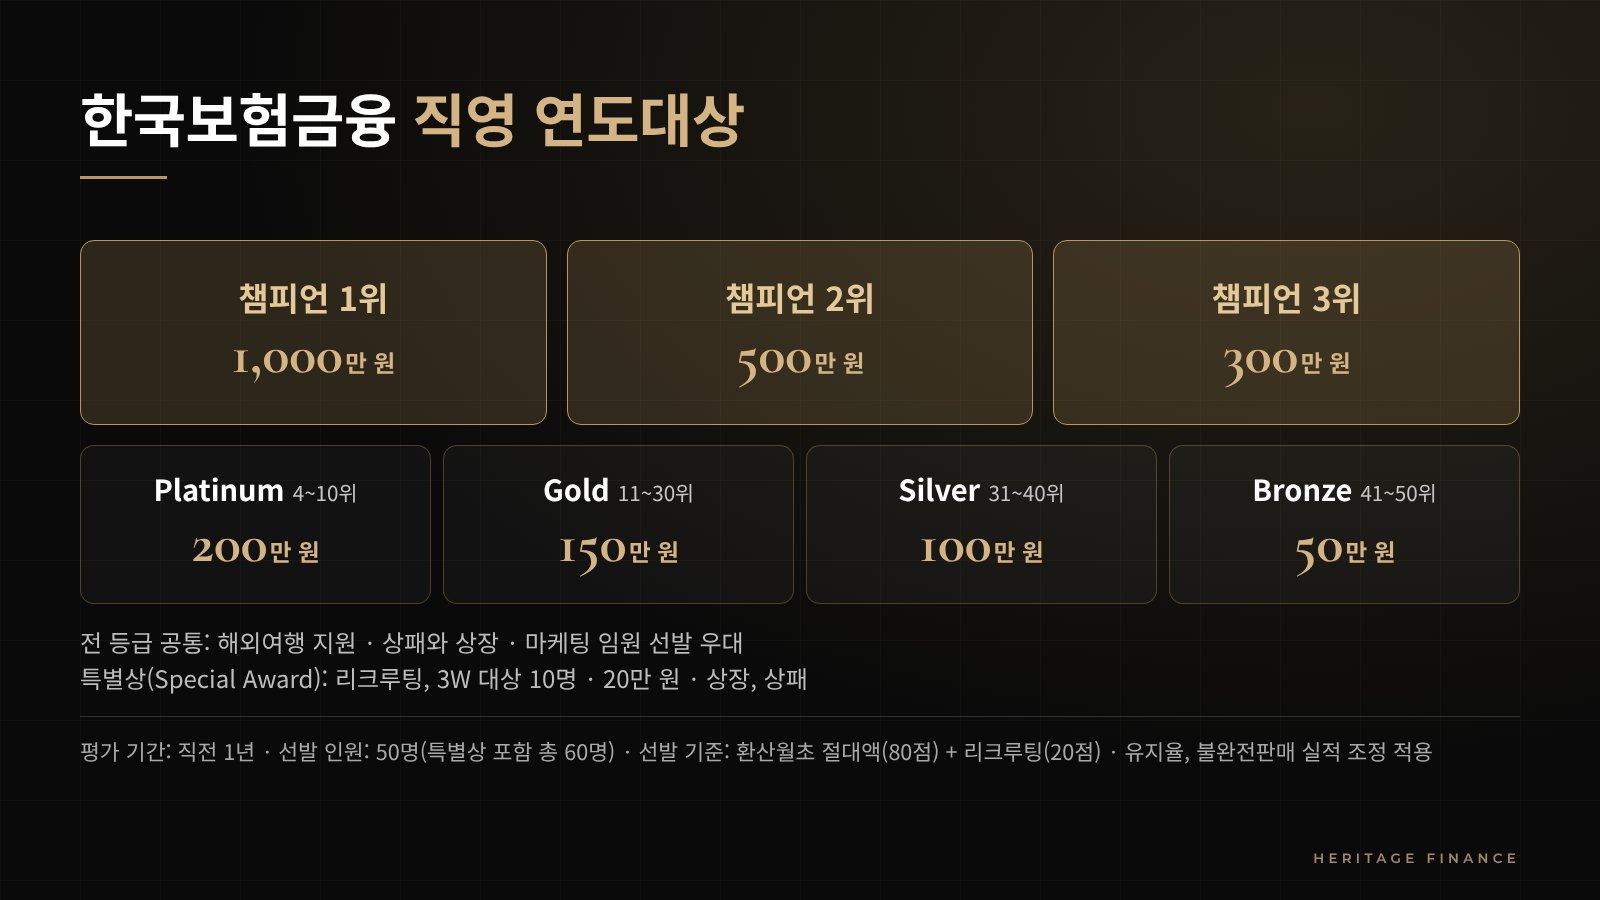 한국보험금융 직영 연도대상
챔피언 1위
1,000만 원
챔피언 2위
500만 원
챔피언 3위
300만 원
Platinum 4~10위
200만 원
Gold 11~30위
150만 원
Silver 31~40위
100만 원
Bronze 41~50위
50만 원
전 등급 공통: 해외여행 지원 · 상패와 상장 · 마케팅 임원 선발 우대
특별상(Special Award): 리크루팅, 3W 대상 10명 · 20만 원 · 상장, 상패
평가 기간: 직전 1년 · 선발 인원: 50명(특별상 포함 총 60명) · 선발 기준: 환산월초 절대액(80점) + 리크루팅(20점) · 유지율, 불완전판매 실적 조정 적용
HERITAGE FINANCE